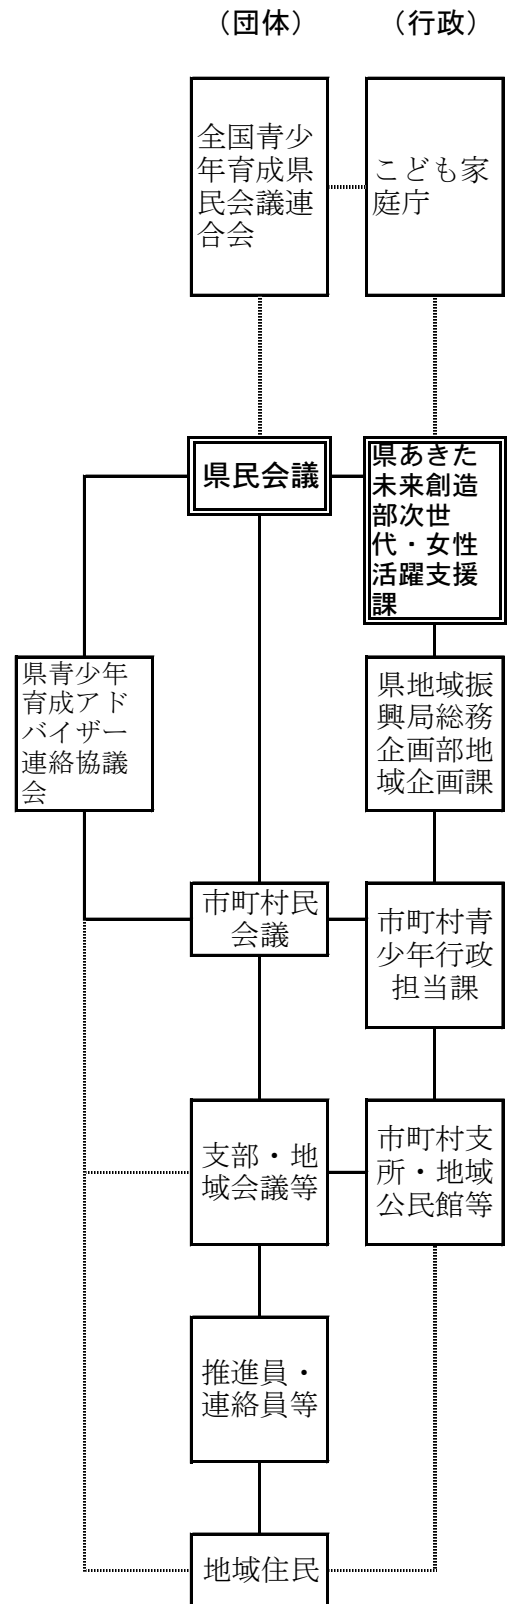 （団体）　（行政）
全国青少
年育成県
民会議連
合会
こども家
庭庁
県民会議
県あきた
未来創造
部次世
代・女性
活躍支援
課
県青少年
育成アド
バイザー
連絡協議
会
県地域振
興局総務
企画部地
域企画課
市町村民
会議
市町村青
少年行政
担当課
支部・地
域会議等
市町村支
所・地域
公民館等
推進員・
連絡員等
地域住民